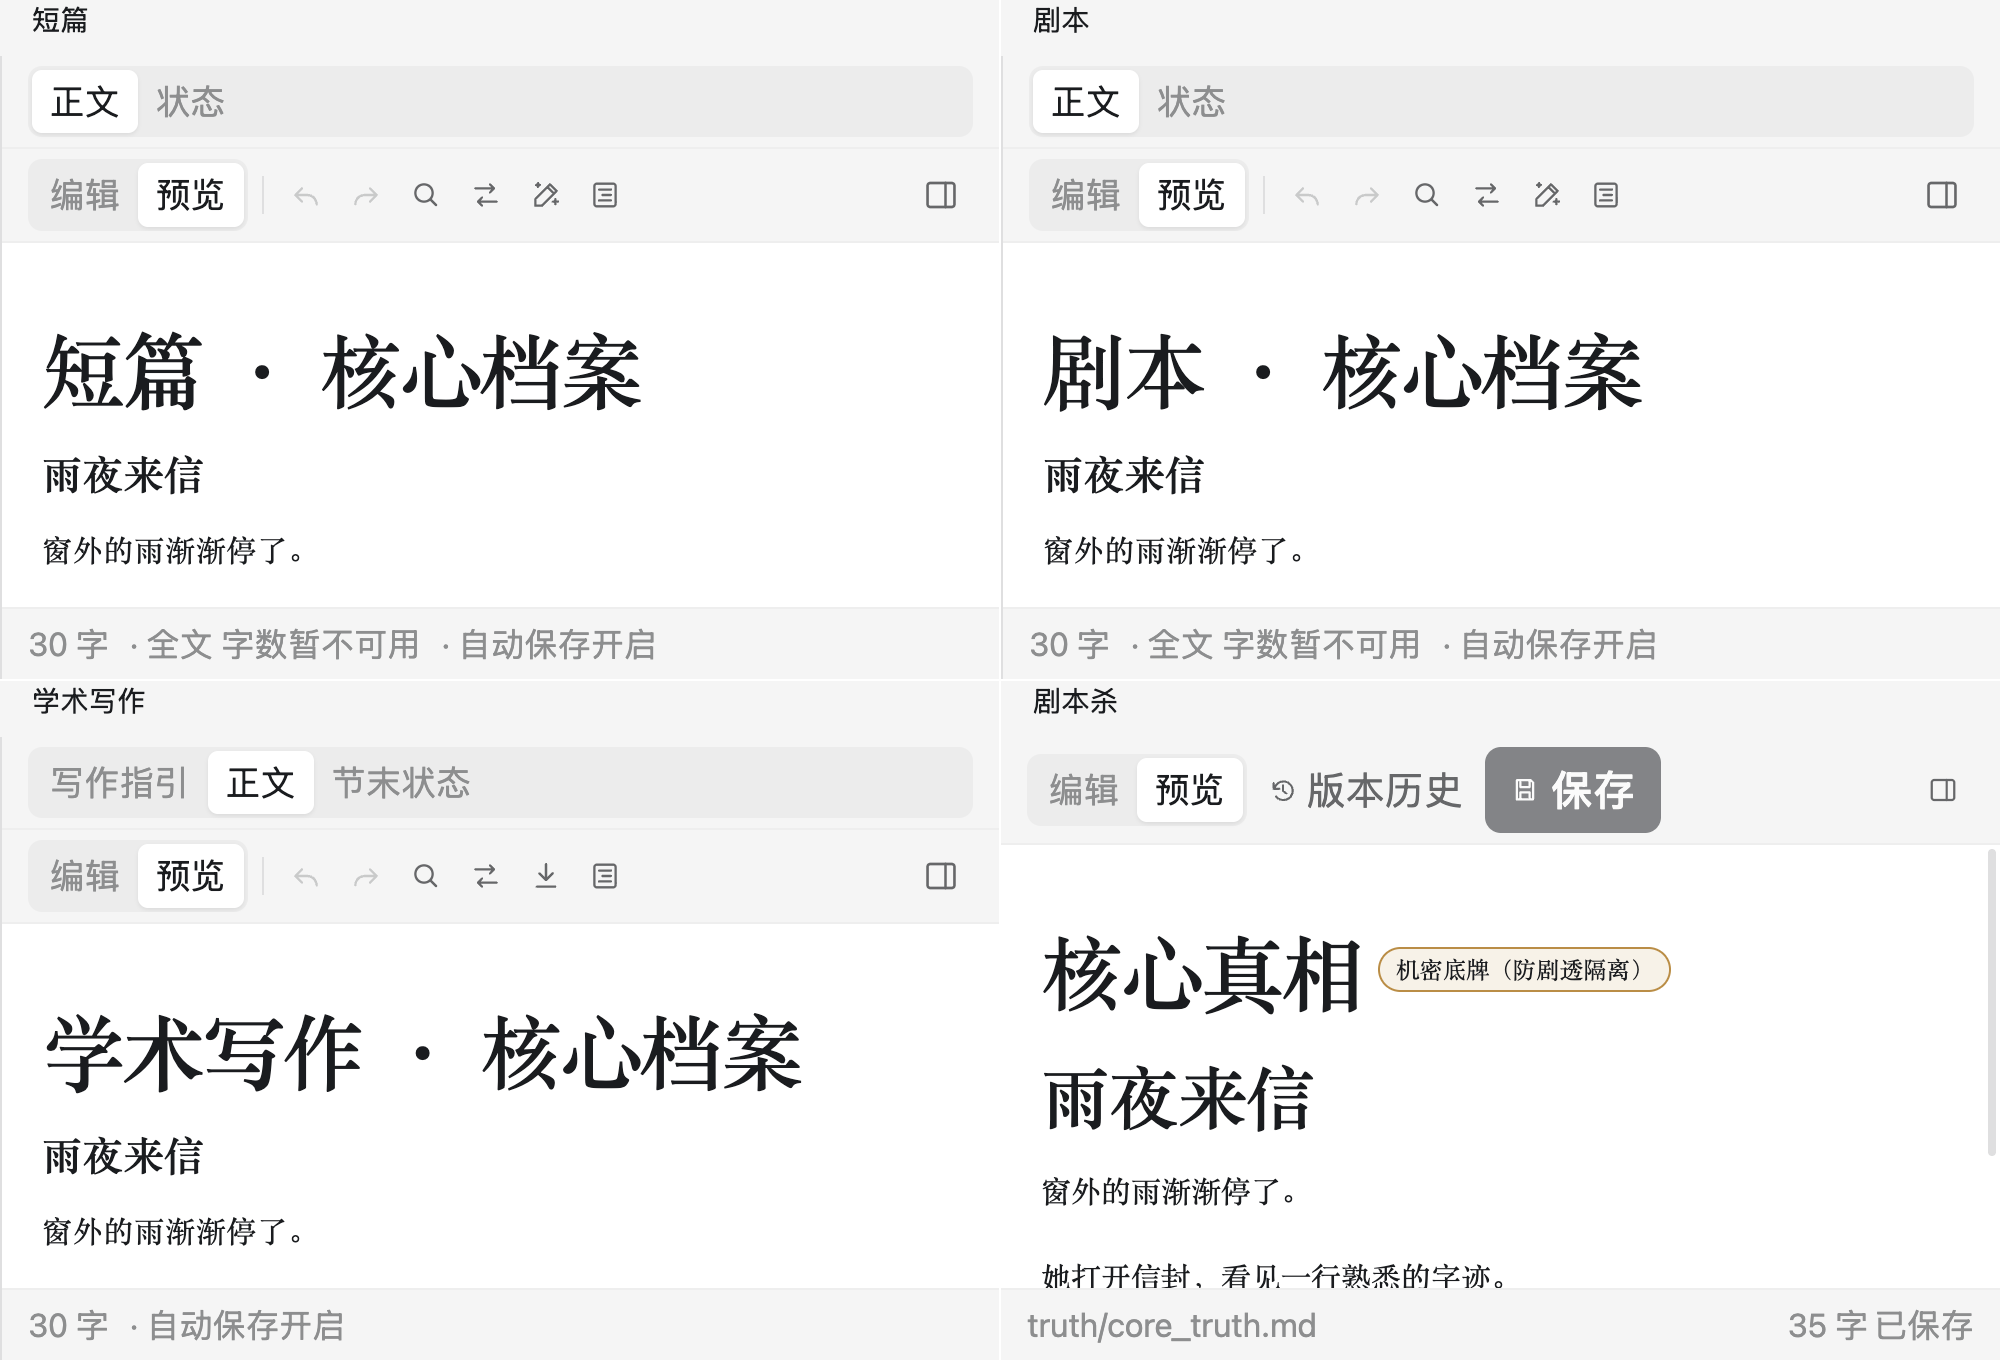 短篇
正文 状态
编辑 预览
短篇 · 核心档案
雨夜来信
窗外的雨渐渐停了。
30 字 · 全文 字数暂不可用 · 自动保存开启
剧本
正文 状态
编辑 预览
剧本 · 核心档案
雨夜来信
窗外的雨渐渐停了。
30 字 · 全文 字数暂不可用 · 自动保存开启
学术写作
写作指引 正文 节末状态
编辑 预览
学术写作 · 核心档案
雨夜来信
窗外的雨渐渐停了。
30 字 · 自动保存开启
剧本杀
编辑 预览 版本历史 保存
核心真相 机密底牌（防剧透隔离）
雨夜来信
窗外的雨渐渐停了。
她打开信封，看见一行熟悉的字迹。
truth/core_truth.md 35 字 已保存